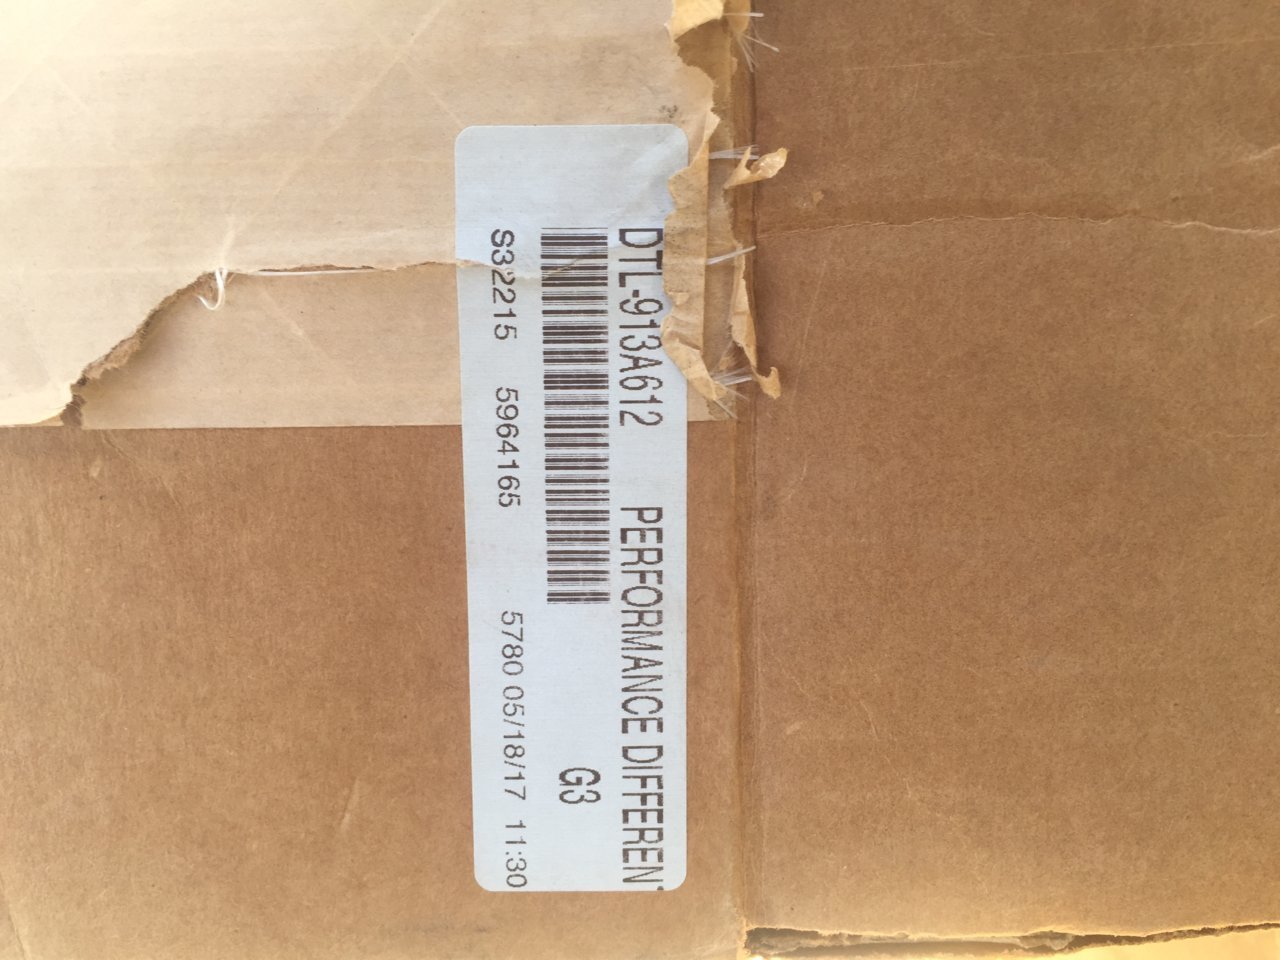 DTL-913A612 PERFORMANCE DIFFEREN
G3
S32215 5964165 5780 05/18/17 11:30